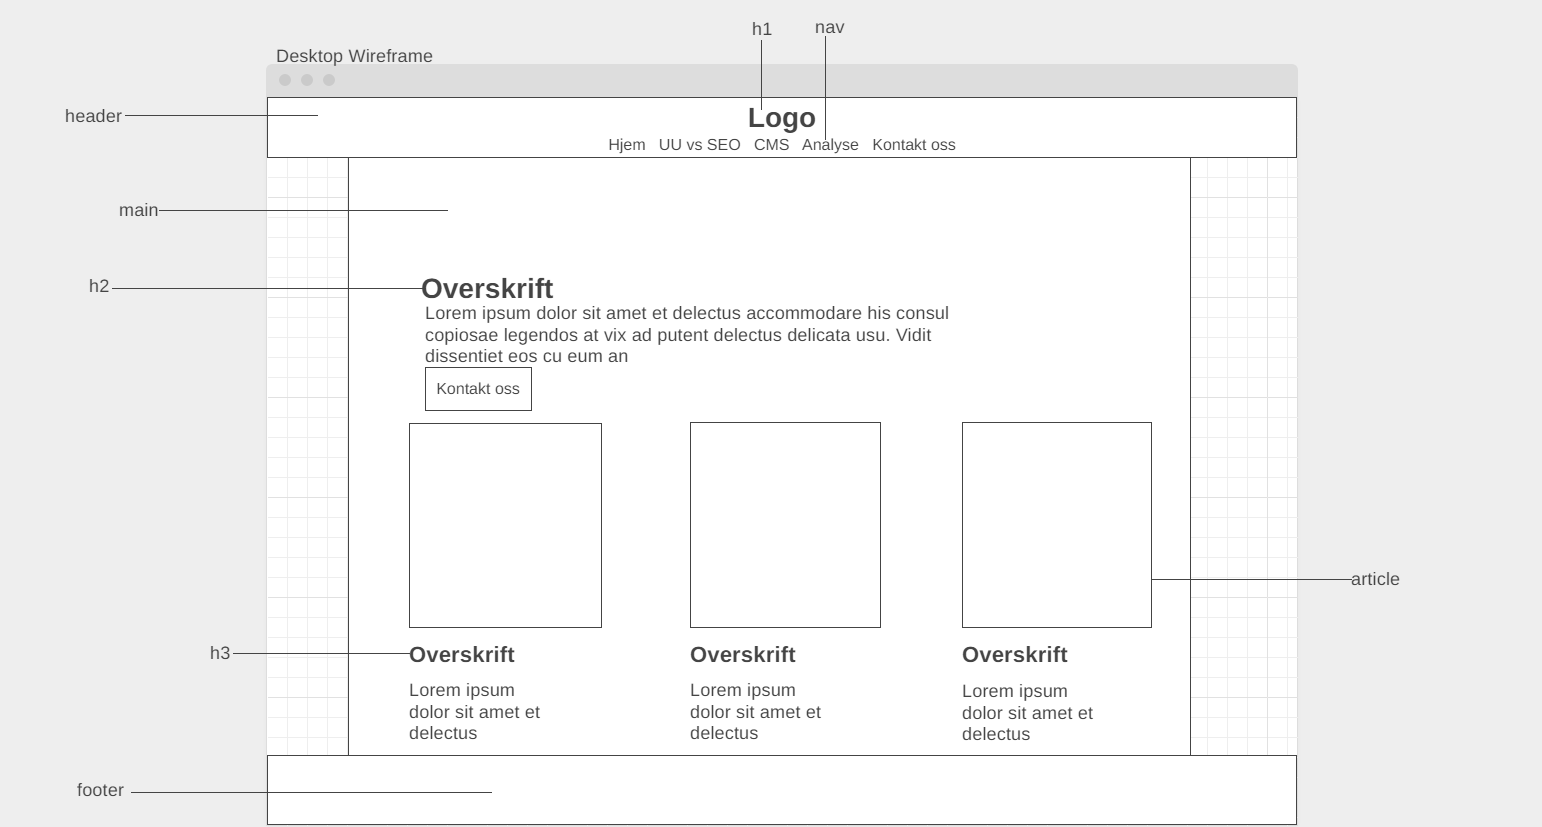 h1
nav
Desktop Wireframe
header
Logo
Hjem UU vs SEO CMS Analyse Kontakt oss
main
h2
Overskrift
Lorem ipsum dolor sit amet et delectus accommodare his consul
copiosae legendos at vix ad putent delectus delicata usu. Vidit
dissentiet eos cu eum an
Kontakt oss
article
h3
Overskrift
Lorem ipsum
dolor sit amet et
delectus
Overskrift
Lorem ipsum
dolor sit amet et
delectus
Overskrift
Lorem ipsum
dolor sit amet et
delectus
footer